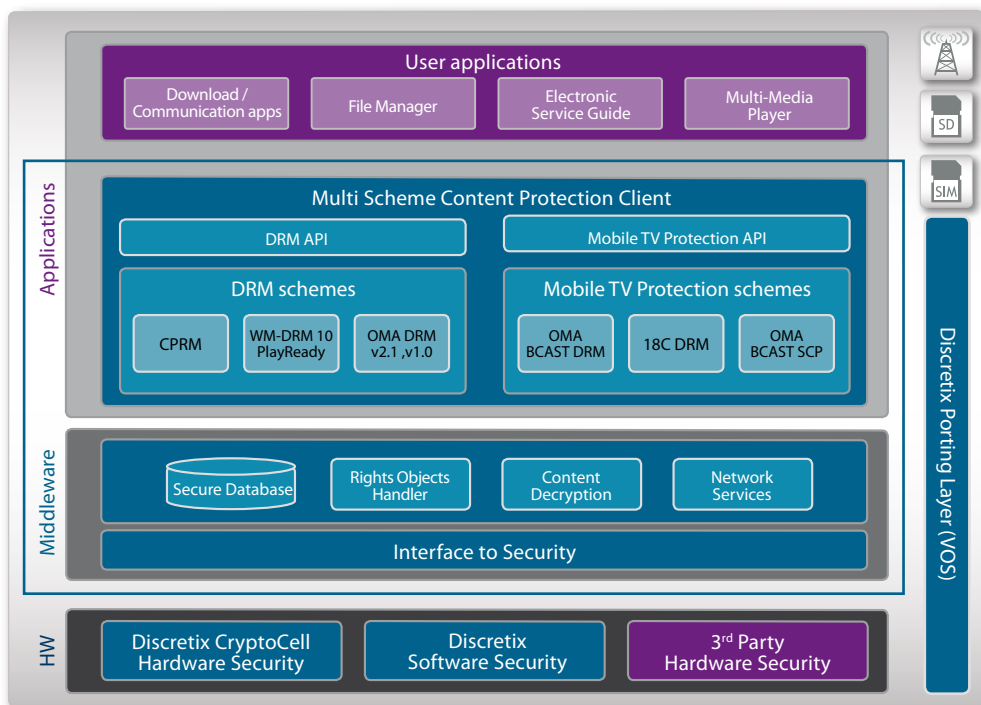 User applications
Download /
Communication apps
File Manager
Electronic
Service Guide
Multi-Media
Player
SD
SIM
Applications
Multi Scheme Content Protection Client
DRM API
Mobile TV Protection API
DRM schemes
CPRM
WM-DRM 10
PlayReady
OMA DRM
v2.1 ,v1.0
Mobile TV Protection schemes
OMA
BCAST DRM
18C DRM
OMA
BCAST SCP
Middleware
Secure Database
Rights Objects
Handler
Content
Decryption
Network
Services
Interface to Security
HW
Discretix CryptoCell
Hardware Security
Discretix
Software Security
3rd Party
Hardware Security
Discretix Porting Layer (VOS)